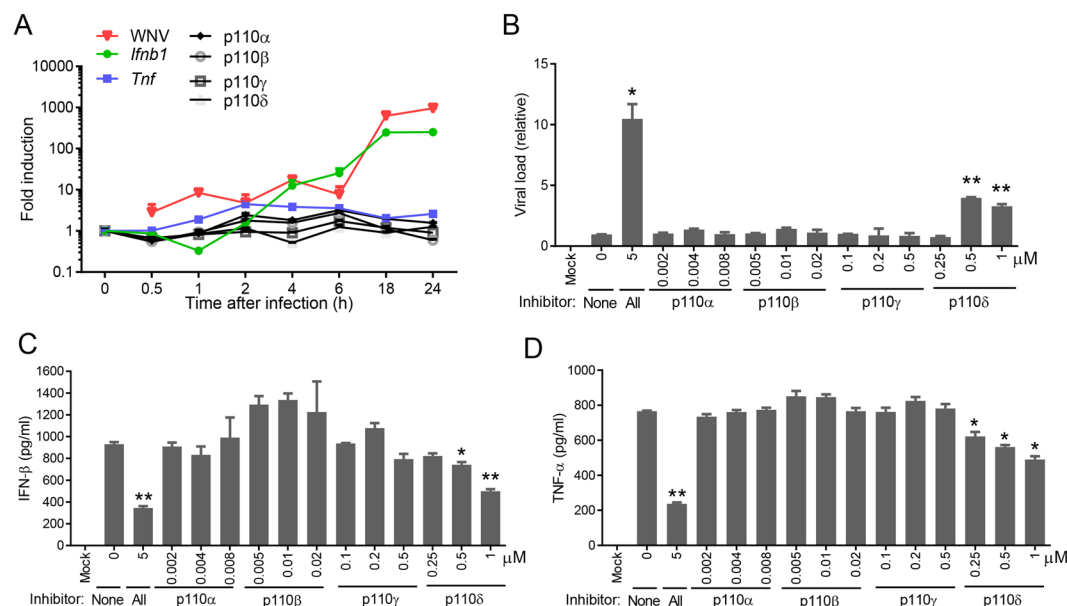 A
WNV
Ifnb1
Tnf
p110α
p110β
p110γ
p110δ
Fold induction
10000
1000
100
10
1
0.1
0 0.5 1 2 4 6 18 24
Time after infection (h)
B
Viral load (relative)
15
10
5
0
* ** **
Mock 0 5 0.002 0.004 0.008 0.005 0.01 0.02 0.1 0.2 0.5 0.25 0.5 1 μM
Inhibitor: None All p110α p110β p110γ p110δ
C
IFN-β (pg/ml)
1600
1400
1200
1000
800
600
400
200
0
** * **
Mock 0 5 0.002 0.004 0.008 0.005 0.01 0.02 0.1 0.2 0.5 0.25 0.5 1 μM
Inhibitor: None All p110α p110β p110γ p110δ
D
TNF-α (pg/ml)
1000
800
600
400
200
0
** * * *
Mock 0 5 0.002 0.004 0.008 0.005 0.01 0.02 0.1 0.2 0.5 0.25 0.5 1 μM
Inhibitor: None All p110α p110β p110γ p110δ